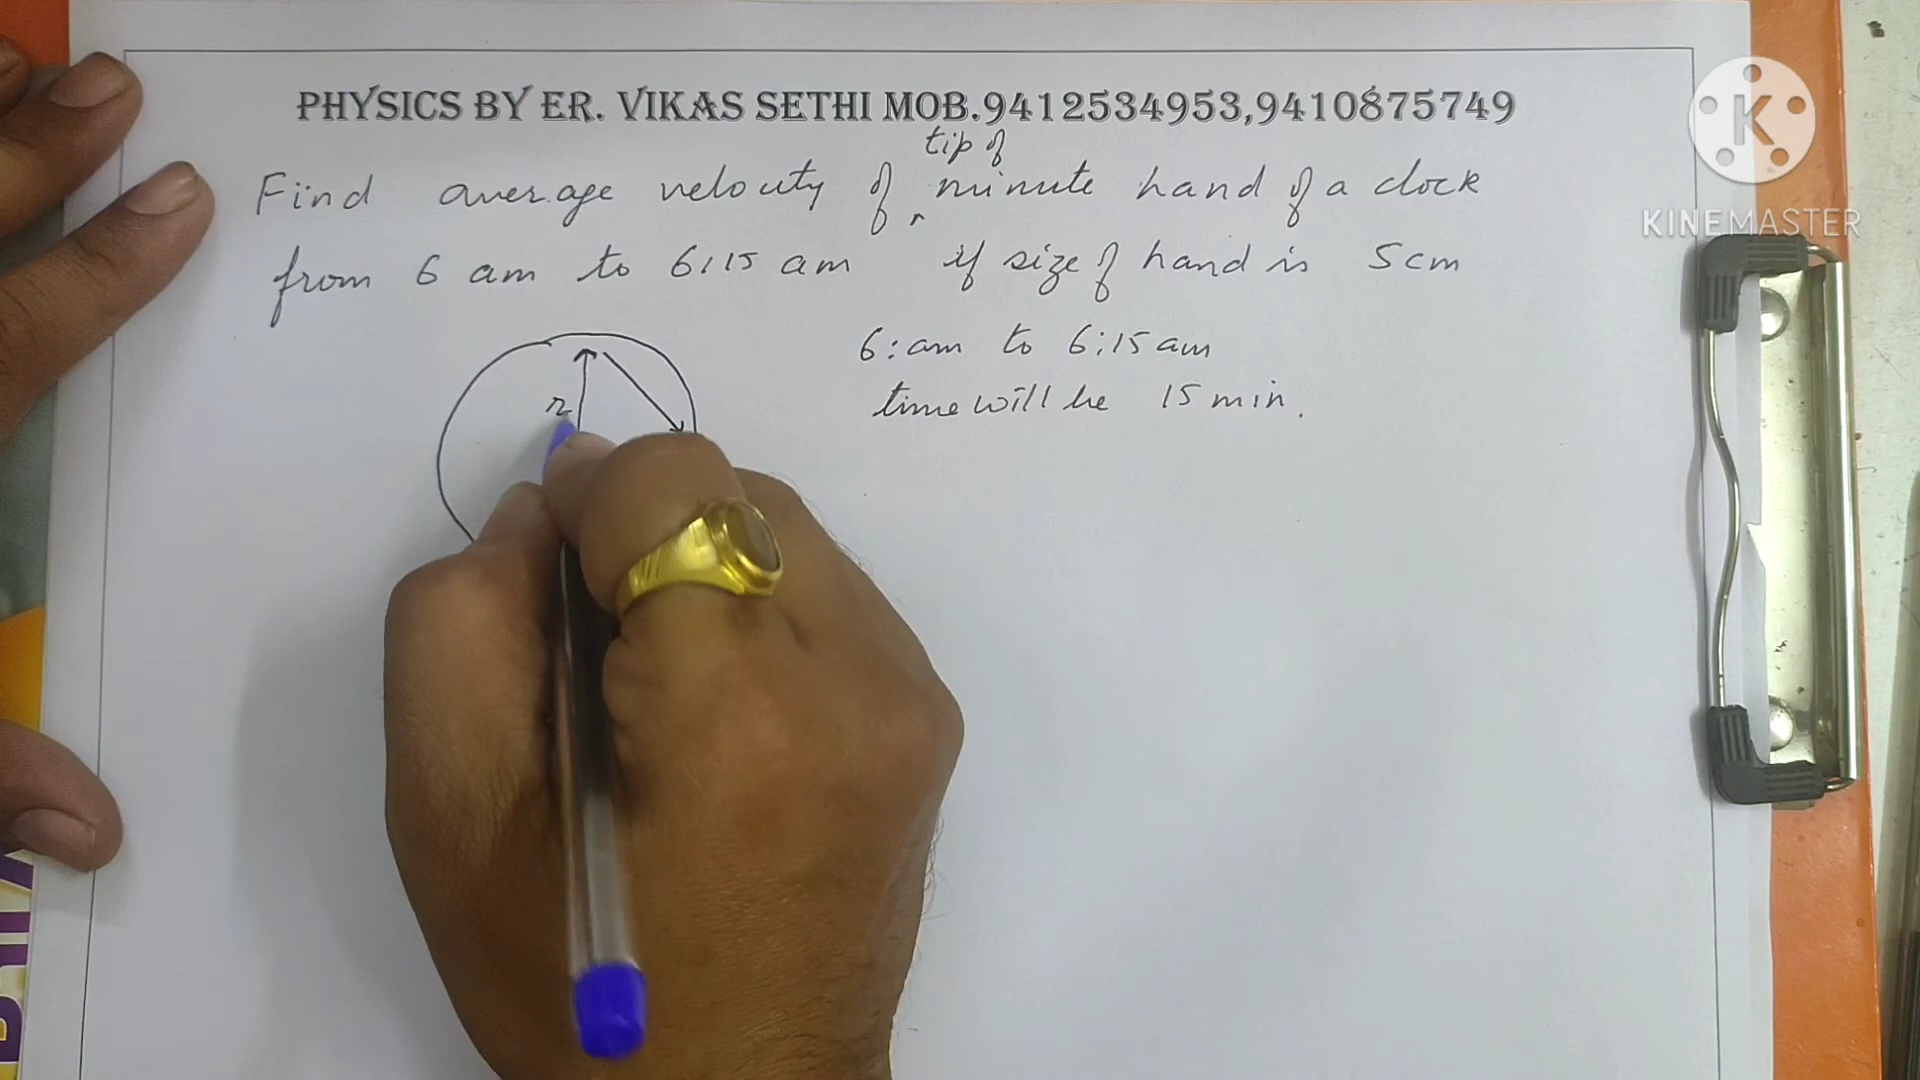 PHYSICS BY ER. VIKAS SETHI MOB.9412534953,9410875749
K
KINEMASTER
tip of
Find average velocity of ‸ minute hand of a clock
from 6 am to 6:15 am if size of hand is 5 cm
6:am to 6:15 am
time will be 15 min.
r